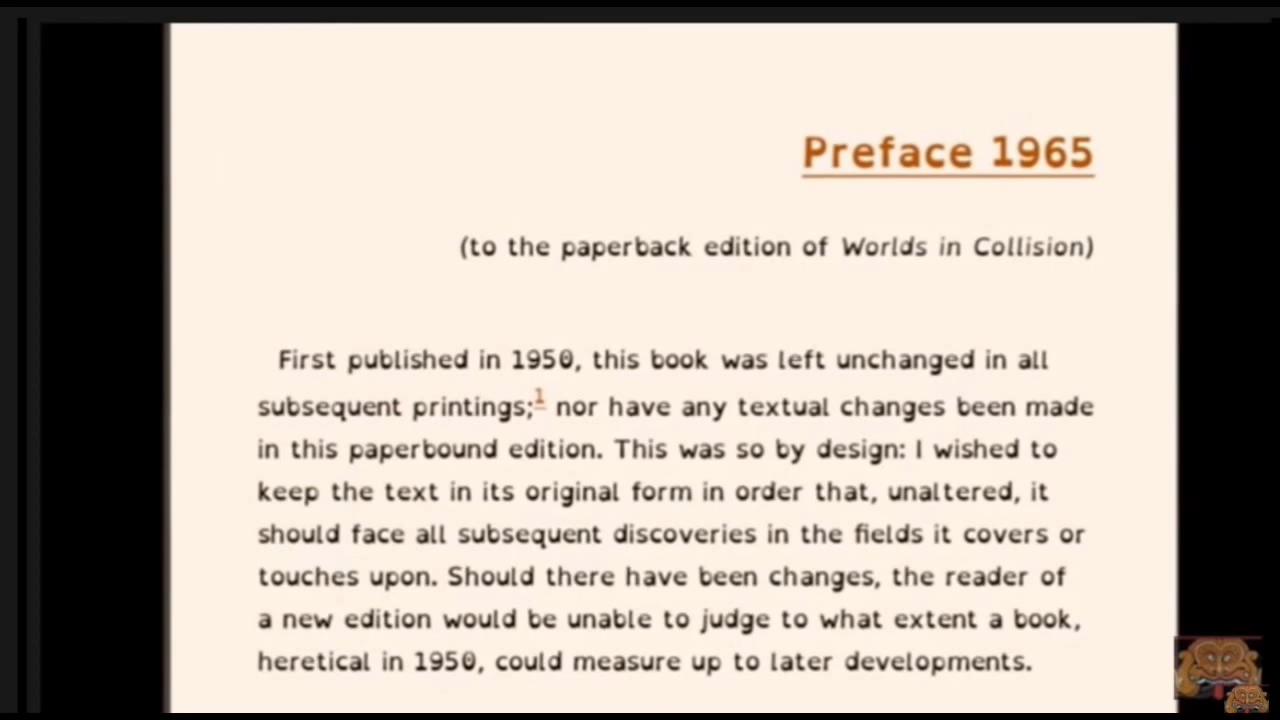 Preface 1965
(to the paperback edition of Worlds in Collision)
First published in 1950, this book was left unchanged in all
subsequent printings;1 nor have any textual changes been made
in this paperbound edition. This was so by design: I wished to
keep the text in its original form in order that, unaltered, it
should face all subsequent discoveries in the fields it covers or
touches upon. Should there have been changes, the reader of
a new edition would be unable to judge to what extent a book,
heretical in 1950, could measure up to later developments.